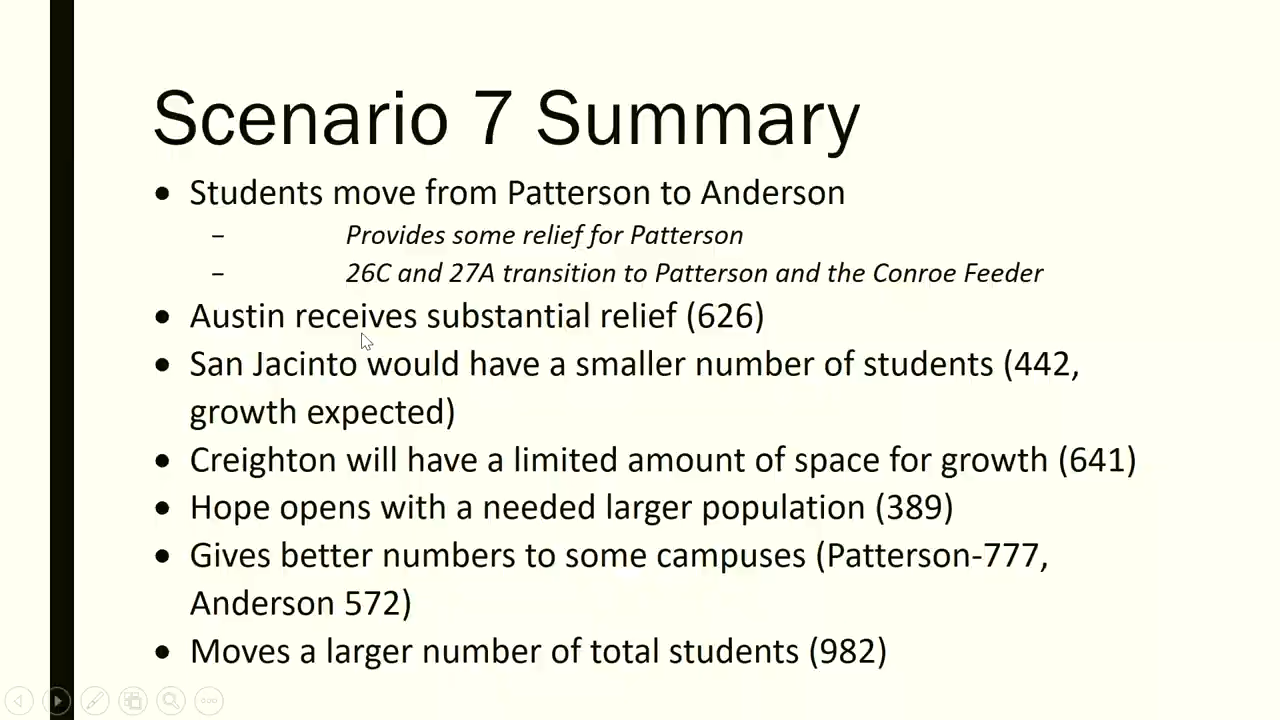 Scenario 7 Summary
• Students move from Patterson to Anderson
– Provides some relief for Patterson
– 26C and 27A transition to Patterson and the Conroe Feeder
• Austin receives substantial relief (626)
• San Jacinto would have a smaller number of students (442,
growth expected)
• Creighton will have a limited amount of space for growth (641)
• Hope opens with a needed larger population (389)
• Gives better numbers to some campuses (Patterson-777,
Anderson 572)
• Moves a larger number of total students (982)